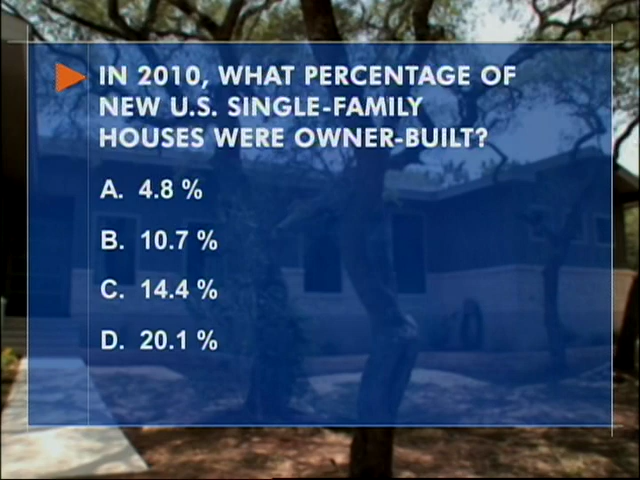 IN 2010, WHAT PERCENTAGE OF
NEW U.S. SINGLE-FAMILY
HOUSES WERE OWNER-BUILT?
A. 4.8 %
B. 10.7 %
C. 14.4 %
D. 20.1 %